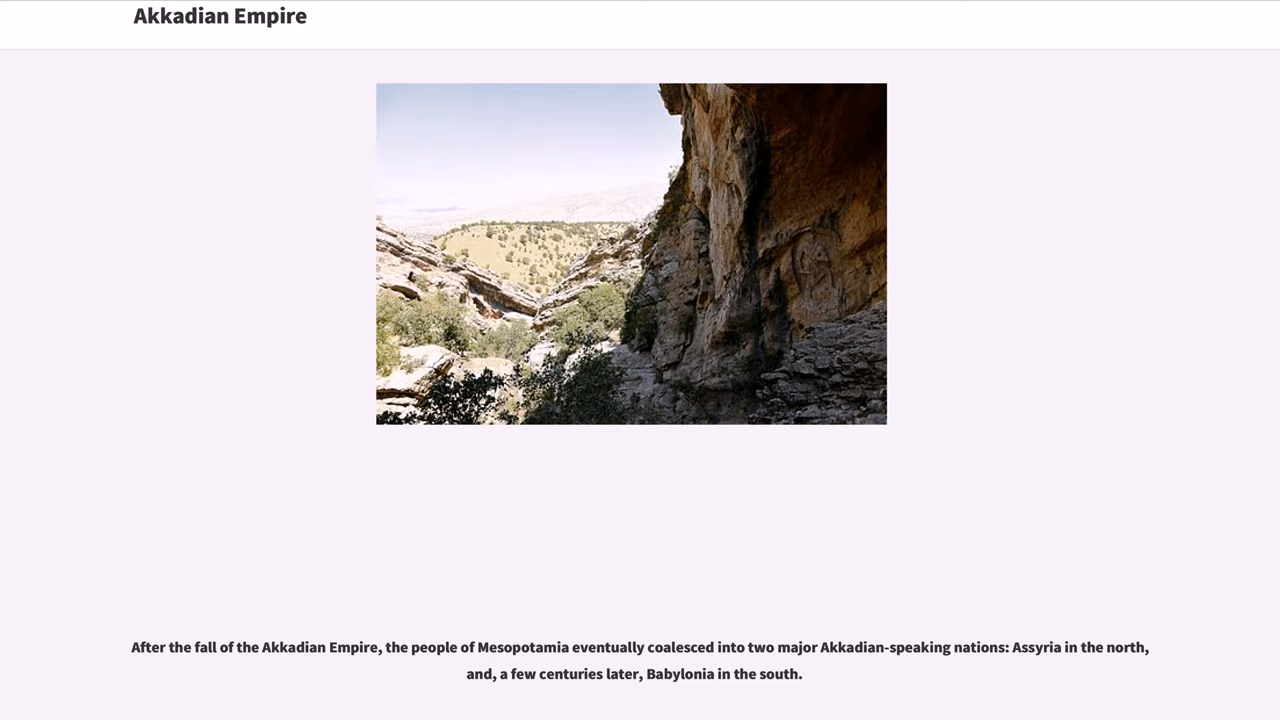 Akkadian Empire
After the fall of the Akkadian Empire, the people of Mesopotamia eventually coalesced into two major Akkadian-speaking nations: Assyria in the north,
and, a few centuries later, Babylonia in the south.